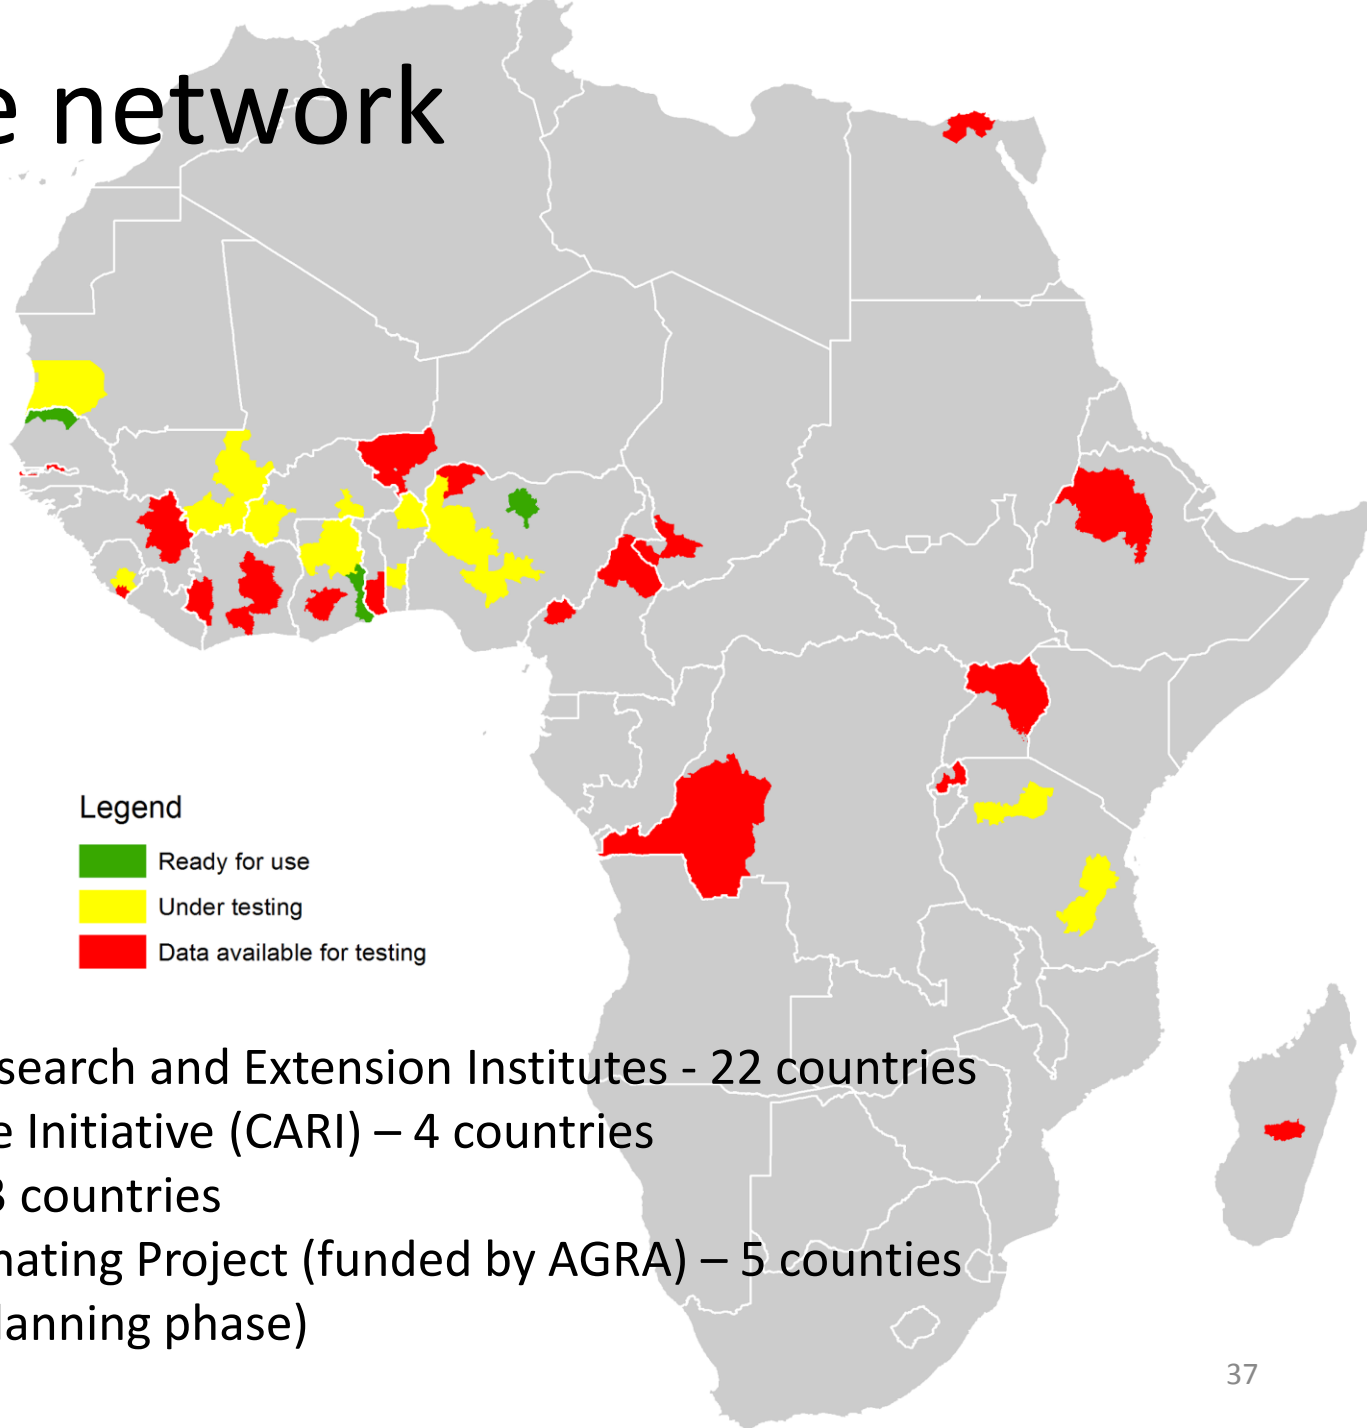 e network
Legend
Ready for use
Under testing
Data available for testing
search and Extension Institutes - 22 countries
e Initiative (CARI) – 4 countries
3 countries
nating Project (funded by AGRA) – 5 counties
lanning phase)
37